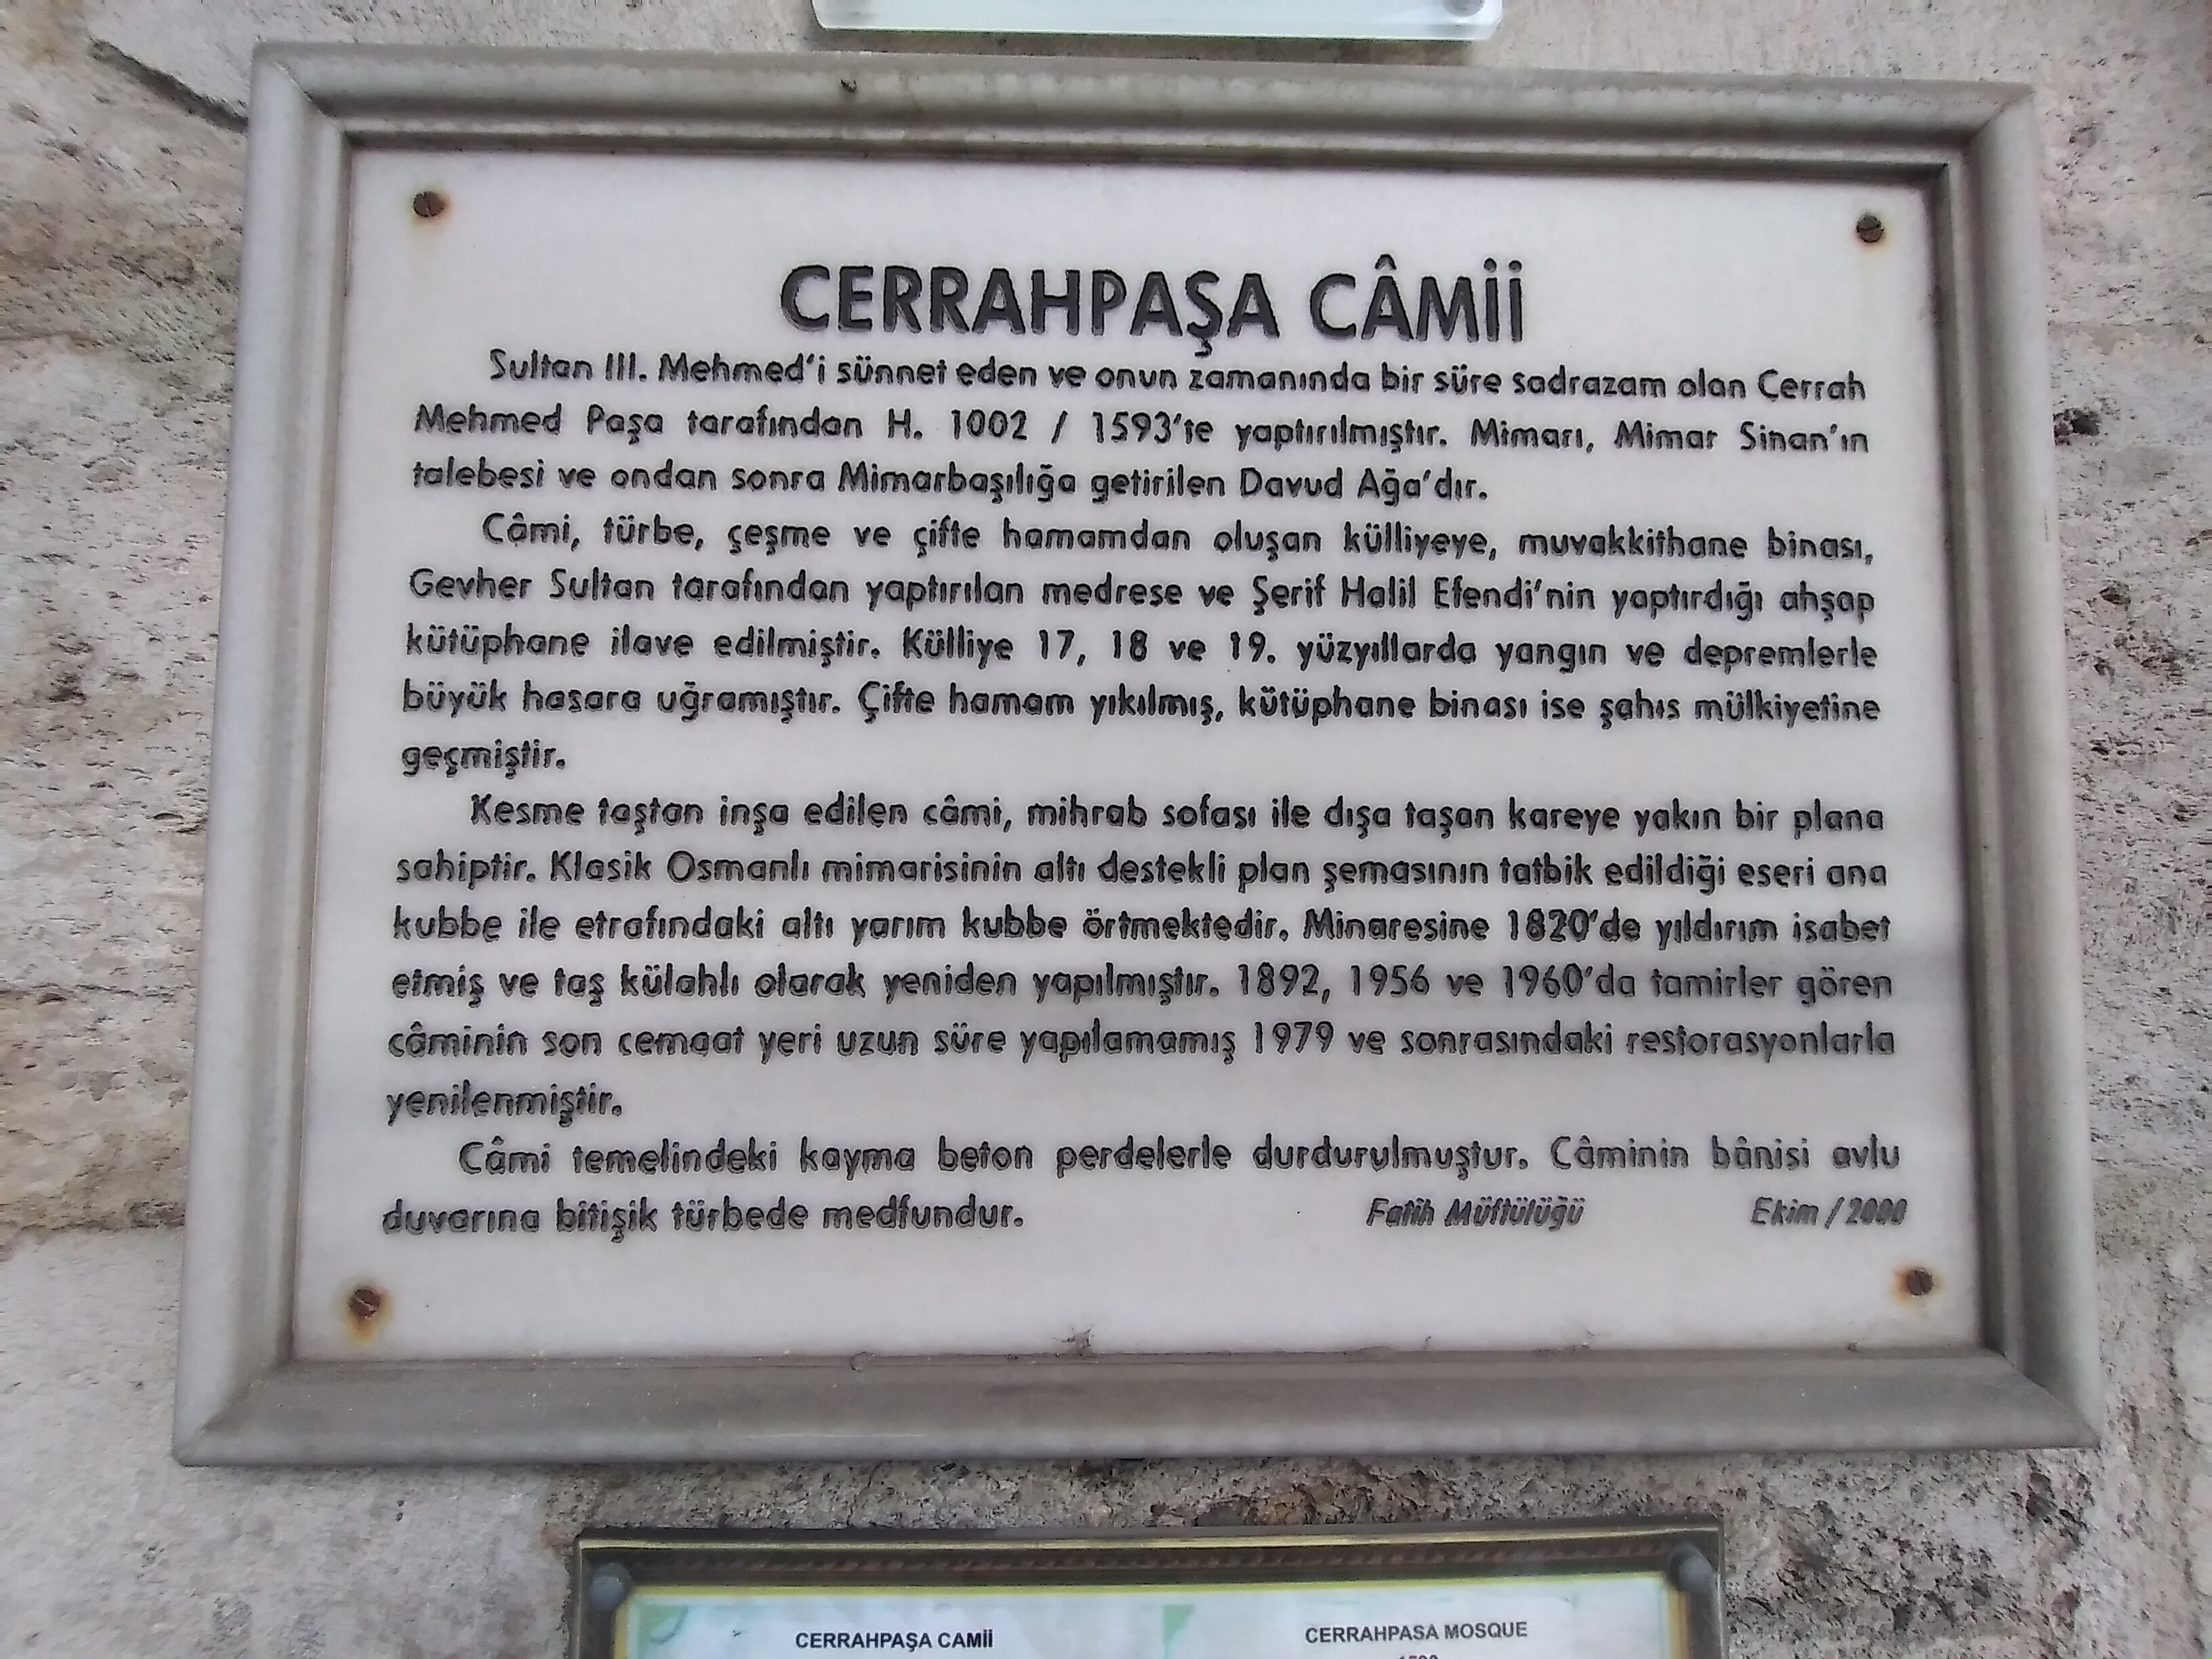 CERRAHPAŞA CÂMİİ
Sultan III. Mehmed'i sünnet eden ve onun zamanında bir süre sadrazam olan Cerrah
Mehmed Paşa tarafından H. 1002 / 1593'te yaptırılmıştır. Mimarı, Mimar Sinan'ın
talebesi ve ondan sonra Mimarbaşılığa getirilen Davud Ağa'dır.
Câmi, türbe, çeşme ve çifte hamamdan oluşan külliyeye, muvakkithane binası,
Gevher Sultan tarafından yaptırılan medrese ve Şerif Halil Efendi'nin yaptırdığı ahşap
kütüphane ilave edilmiştir. Külliye 17, 18 ve 19. yüzyıllarda yangın ve depremlerle
büyük hasara uğramıştır. Çifte hamam yıkılmış, kütüphane binası ise şahıs mülkiyetine
geçmiştir.
Kesme taştan inşa edilen câmi, mihrab sofası ile dışa taşan kareye yakın bir plana
sahiptir. Klasik Osmanlı mimarisinin altı destekli plan şemasının tatbik edildiği eseri ana
kubbe ile etrafındaki altı yarım kubbe örtmektedir. Minaresine 1820'de yıldırım isabet
etmiş ve taş külahlı olarak yeniden yapılmıştır. 1892, 1956 ve 1960'da tamirler gören
câminin son cemaat yeri uzun süre yapılamamış 1979 ve sonrasındaki restorasyonlarla
yenilenmiştir.
Câmi temelindeki kayma beton perdelerle durdurulmuştur. Câminin bânisi avlu
duvarına bitişik türbede medfundur. Fatih Müftülüğü Ekim / 2000
CERRAHPAŞA CAMİİ CERRAHPASA MOSQUE